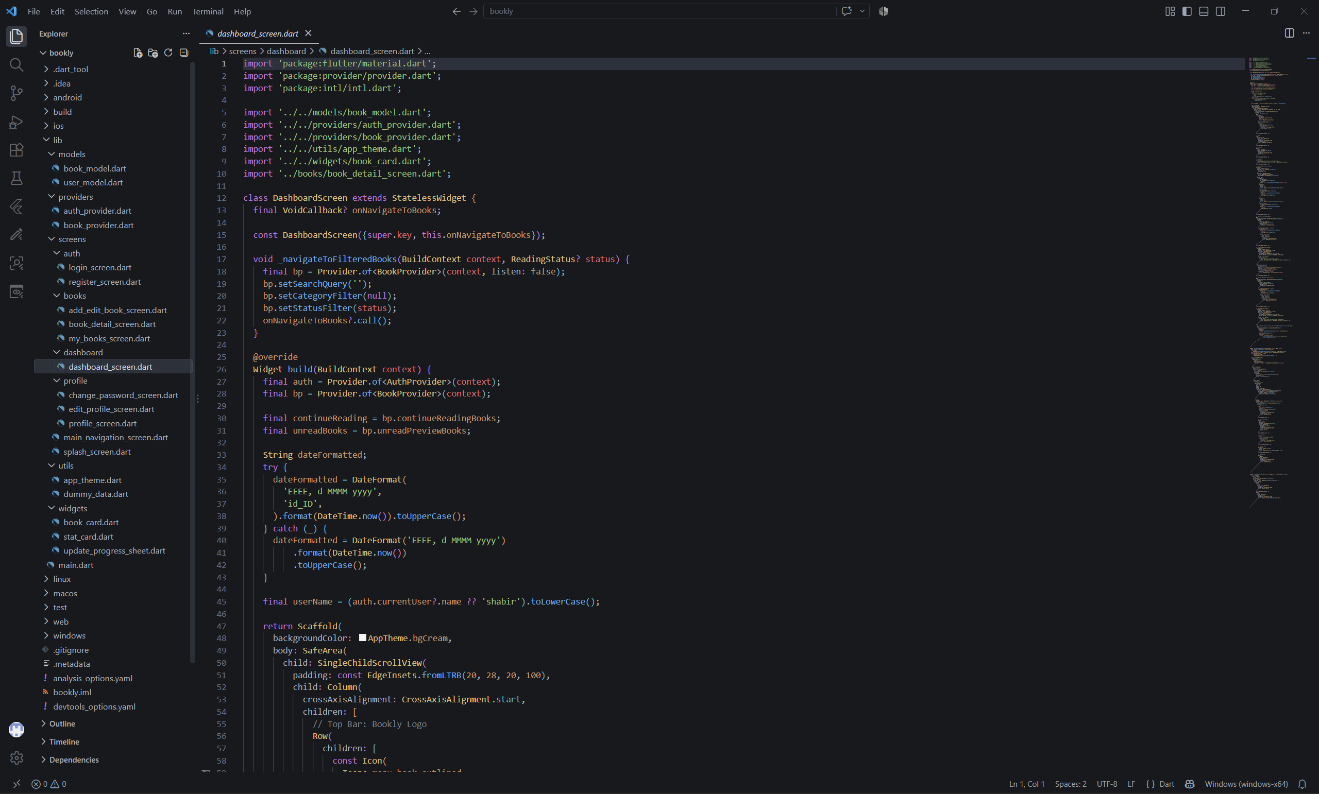 File Edit Selection View Go Run Terminal Help
bookly
Explorer
bookly
.dart_tool
.idea
android
build
ios
lib
models
book_model.dart
user_model.dart
providers
auth_provider.dart
book_provider.dart
screens
auth
login_screen.dart
register_screen.dart
books
add_edit_book_screen.dart
book_detail_screen.dart
my_books_screen.dart
dashboard
dashboard_screen.dart
profile
change_password_screen.dart
edit_profile_screen.dart
profile_screen.dart
main_navigation_screen.dart
splash_screen.dart
utils
app_theme.dart
dummy_data.dart
widgets
book_card.dart
stat_card.dart
update_progress_sheet.dart
main.dart
linux
macos
test
web
windows
.gitignore
.metadata
analysis_options.yaml
bookly.iml
devtools_options.yaml
Outline
Timeline
Dependencies
dashboard_screen.dart
lib > screens > dashboard > dashboard_screen.dart > ...
1 import 'package:flutter/material.dart';
2 import 'package:provider/provider.dart';
3 import 'package:intl/intl.dart';
4
5 import '../../models/book_model.dart';
6 import '../../providers/auth_provider.dart';
7 import '../../providers/book_provider.dart';
8 import '../../utils/app_theme.dart';
9 import '../../widgets/book_card.dart';
10 import '../books/book_detail_screen.dart';
11
12 class DashboardScreen extends StatelessWidget {
13 final VoidCallback? onNavigateToBooks;
14
15 const DashboardScreen({super.key, this.onNavigateToBooks});
16
17 void _navigateToFilteredBooks(BuildContext context, ReadingStatus? status) {
18 final bp = Provider.of<BookProvider>(context, listen: false);
19 bp.setSearchQuery('');
20 bp.setCategoryFilter(null);
21 bp.setStatusFilter(status);
22 onNavigateToBooks?.call();
23 }
24
25 @override
26 Widget build(BuildContext context) {
27 final auth = Provider.of<AuthProvider>(context);
28 final bp = Provider.of<BookProvider>(context);
29
30 final continueReading = bp.continueReadingBooks;
31 final unreadBooks = bp.unreadPreviewBooks;
32
33 String dateFormatted;
34 try {
35 dateFormatted = DateFormat(
36 'EEEE, d MMMM yyyy',
37 'id_ID',
38 ).format(DateTime.now()).toUpperCase();
39 } catch (_) {
40 dateFormatted = DateFormat('EEEE, d MMMM yyyy')
41 .format(DateTime.now())
42 .toUpperCase();
43 }
44
45 final userName = (auth.currentUser?.name ?? 'shabir').toLowerCase();
46
47 return Scaffold(
48 backgroundColor: AppTheme.bgCream,
49 body: SafeArea(
50 child: SingleChildScrollView(
51 padding: const EdgeInsets.fromLTRB(20, 28, 20, 100),
52 child: Column(
53 crossAxisAlignment: CrossAxisAlignment.start,
54 children: [
55 // Top Bar: Bookly Logo
56 Row(
57 children: [
58 const Icon(
0 0
Ln 1, Col 1 Spaces: 2 UTF-8 LF { } Dart Windows (windows-x64)